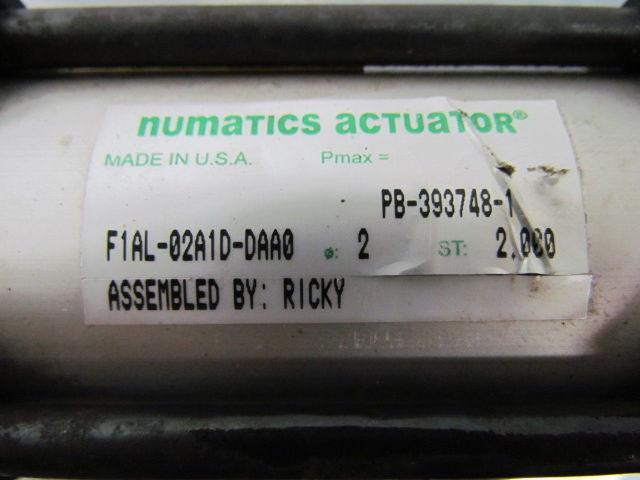 numatics actuator®
MADE IN U.S.A. Pmax =
PB-393748-1
F1AL-02A1D-DAA0 ø: 2 ST: 2.000
ASSEMBLED BY: RICKY